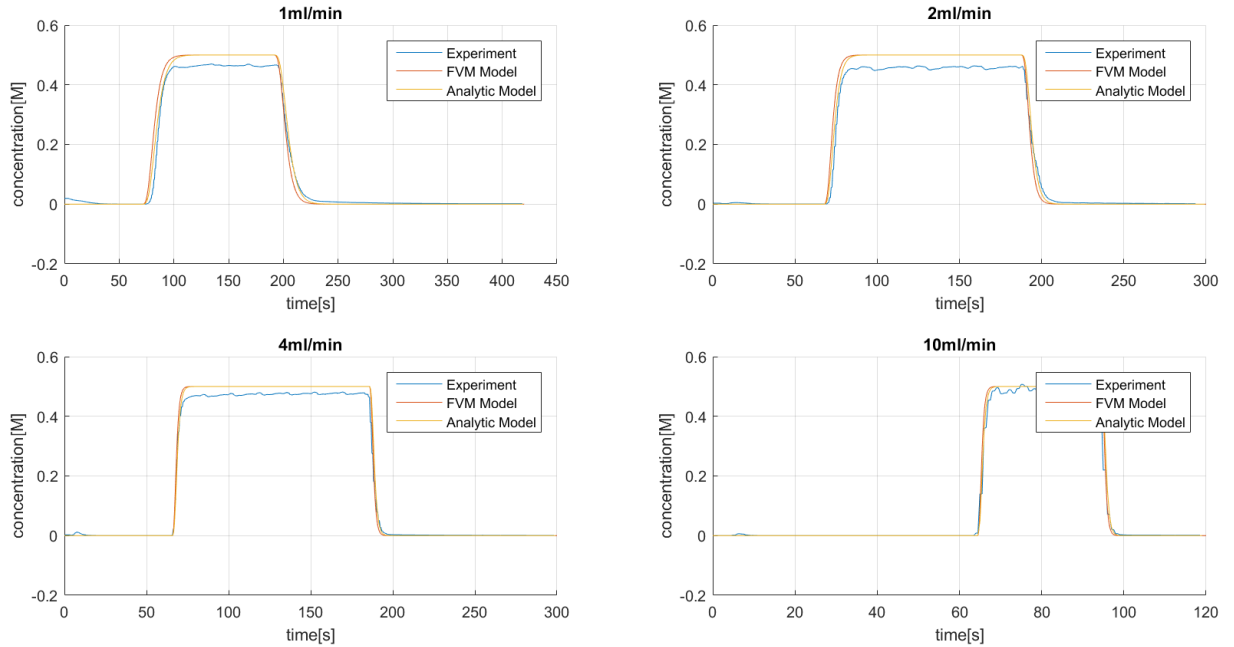 1ml/min
0.6
0.4
0.2
0
-0.2
concentration[M]
0 50 100 150 200 250 300 350 400 450
time[s]
Experiment
FVM Model
Analytic Model
2ml/min
0.6
0.4
0.2
0
-0.2
concentration[M]
0 50 100 150 200 250 300
time[s]
Experiment
FVM Model
Analytic Model
4ml/min
0.6
0.4
0.2
0
-0.2
concentration[M]
0 50 100 150 200 250 300
time[s]
Experiment
FVM Model
Analytic Model
10ml/min
0.6
0.4
0.2
0
-0.2
concentration[M]
0 20 40 60 80 100 120
time[s]
Experiment
FVM Model
Analytic Model